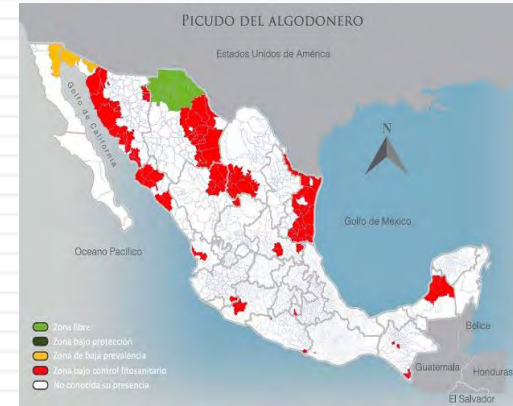 PICUDO DEL ALGODONERO
Estados Unidos de América
N
Golfo de California
Golfo de México
Oceano Pacífico
Belice
Guatemala
Honduras
El Salvador
Zona libre
Zona bajo protección
Zona de baja prevalencia
Zona bajo control fitosanitario
No conocida su presencia